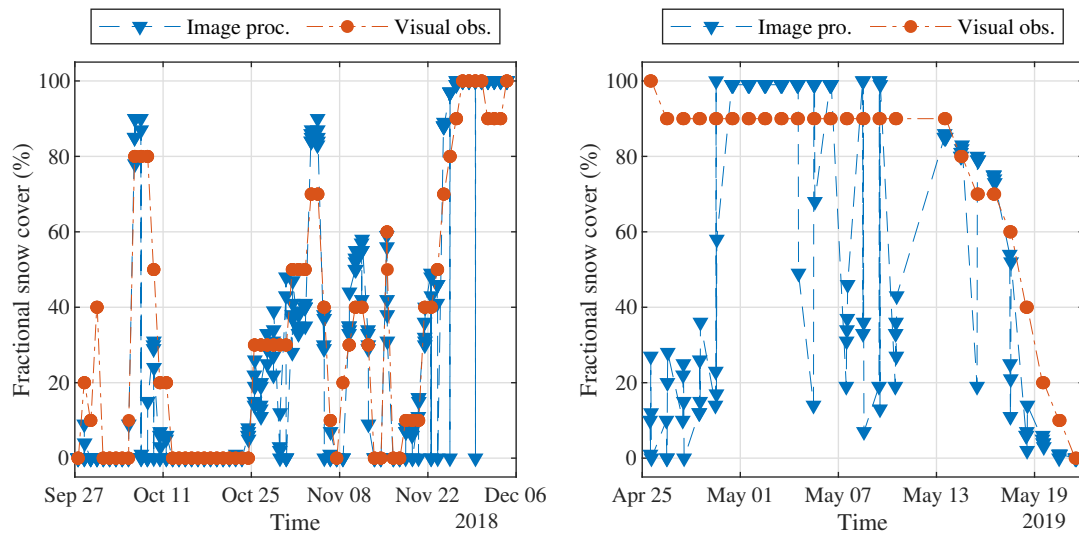 Image proc. Visual obs.
Fractional snow cover (%)
100
80
60
40
20
0
Sep 27 Oct 11 Oct 25 Nov 08 Nov 22 Dec 06
Time
2018
Image pro. Visual obs.
Fractional snow cover (%)
100
80
60
40
20
0
Apr 25 May 01 May 07 May 13 May 19
Time
2019